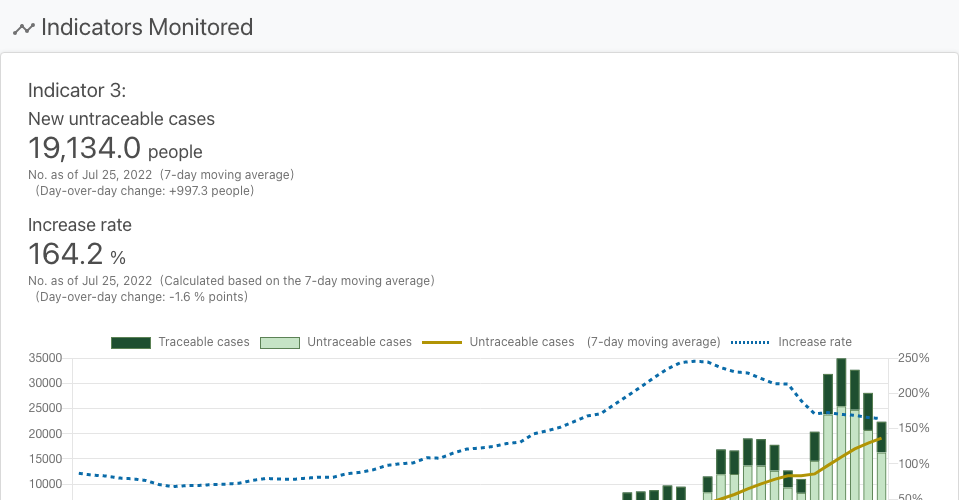 Indicators Monitored
Indicator 3:
New untraceable cases
19,134.0 people
No. as of Jul 25, 2022 (7-day moving average)
(Day-over-day change: +997.3 people)
Increase rate
164.2 %
No. as of Jul 25, 2022 (Calculated based on the 7-day moving average)
(Day-over-day change: -1.6 % points)
Traceable cases Untraceable cases Untraceable cases (7-day moving average) Increase rate
35000 250%
30000
200%
25000
20000 150%
15000
100%
10000
50%